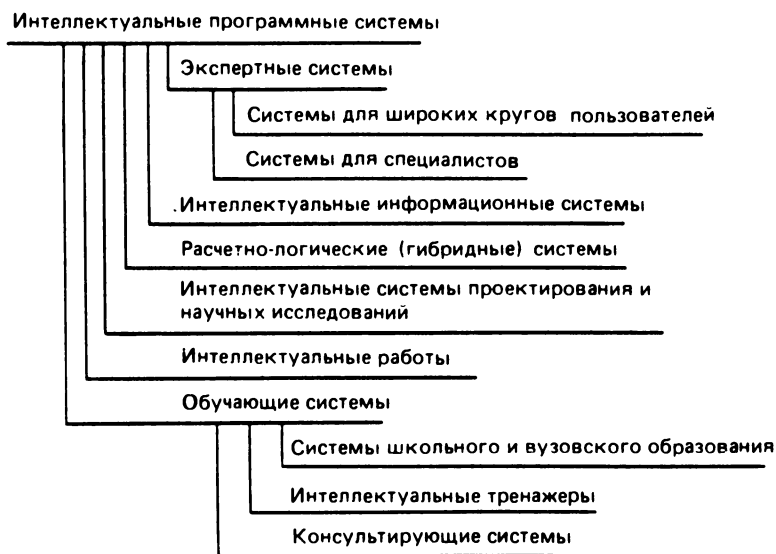 Интеллектуальные программные системы
Экспертные системы
Системы для широких кругов пользователей
Системы для специалистов
.Интеллектуальные информационные системы
Расчетно-логические (гибридные) системы
Интеллектуальные системы проектирования и
научных исследований
Интеллектуальные работы
Обучающие системы
Системы школьного и вузовского образования
Интеллектуальные тренажеры
Консультирующие системы